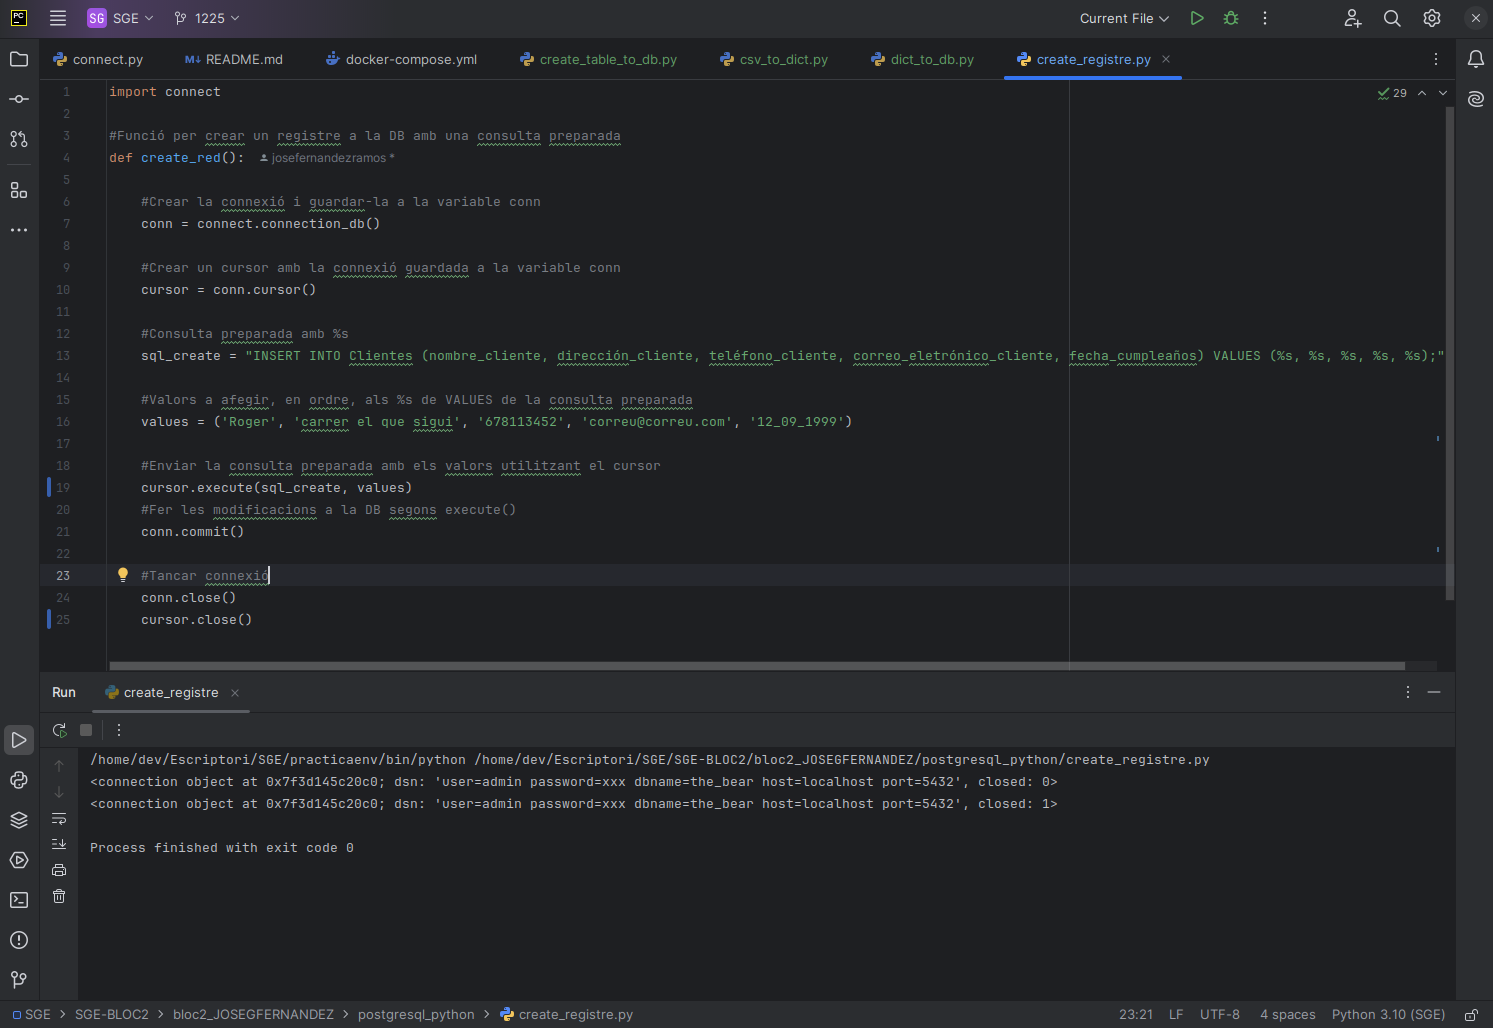 PC
SG SGE 1225 Current File
connect.py M↓ README.md docker-compose.yml create_table_to_db.py csv_to_dict.py dict_to_db.py create_registre.py
29
1 import connect
2
3 #Funció per crear un registre a la DB amb una consulta preparada
4 def create_red(): josefernandezramos *
5
6 #Crear la connexió i guardar-la a la variable conn
7 conn = connect.connection_db()
8
9 #Crear un cursor amb la connexió guardada a la variable conn
10 cursor = conn.cursor()
11
12 #Consulta preparada amb %s
13 sql_create = "INSERT INTO Clientes (nombre_cliente, dirección_cliente, teléfono_cliente, correo_eletrónico_cliente, fecha_cumpleaños) VALUES (%s, %s, %s, %s, %s);"
14
15 #Valors a afegir, en ordre, als %s de VALUES de la consulta preparada
16 values = ('Roger', 'carrer el que sigui', '678113452', 'correu@correu.com', '12_09_1999')
17
18 #Enviar la consulta preparada amb els valors utilitzant el cursor
19 cursor.execute(sql_create, values)
20 #Fer les modificacions a la DB segons execute()
21 conn.commit()
22
23 #Tancar connexió
24 conn.close()
25 cursor.close()
Run create_registre
/home/dev/Escriptori/SGE/practicaenv/bin/python /home/dev/Escriptori/SGE/SGE-BLOC2/bloc2_JOSEGFERNANDEZ/postgresql_python/create_registre.py
<connection object at 0x7f3d145c20c0; dsn: 'user=admin password=xxx dbname=the_bear host=localhost port=5432', closed: 0>
<connection object at 0x7f3d145c20c0; dsn: 'user=admin password=xxx dbname=the_bear host=localhost port=5432', closed: 1>
Process finished with exit code 0
SGE > SGE-BLOC2 > bloc2_JOSEGFERNANDEZ > postgresql_python > create_registre.py 23:21 LF UTF-8 4 spaces Python 3.10 (SGE)